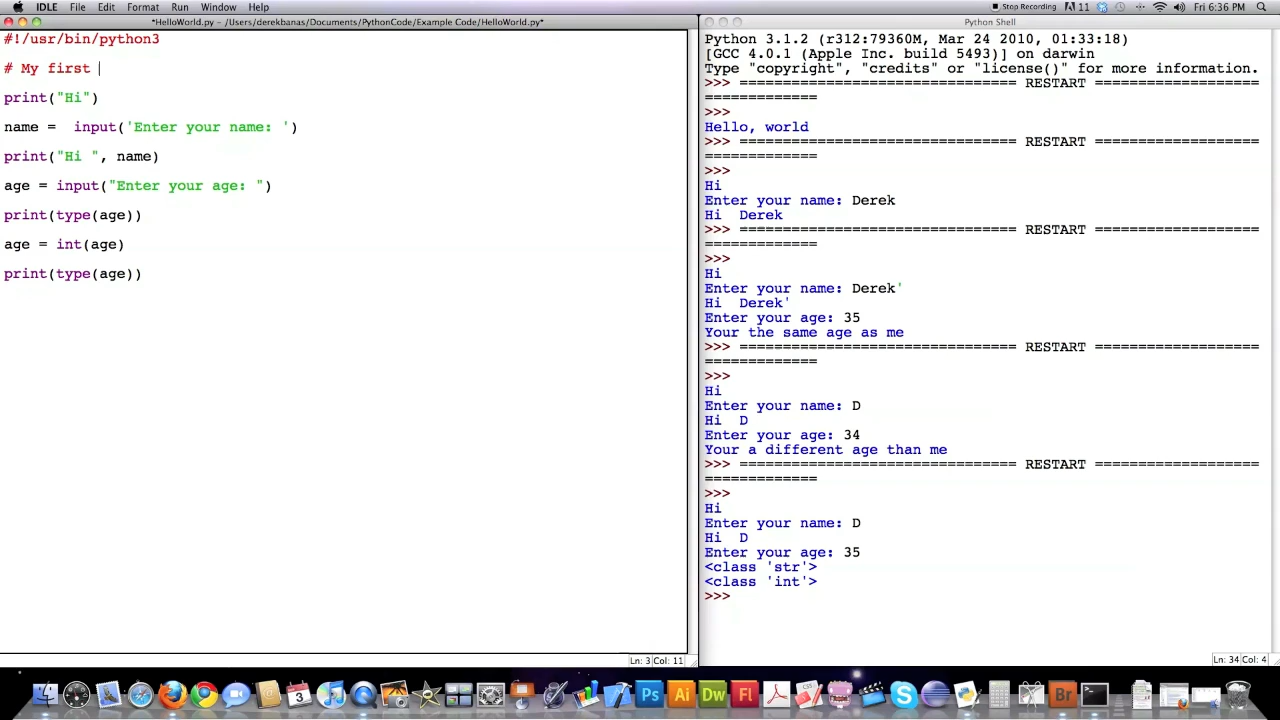 IDLE File Edit Format Run Window Help
Stop Recording 11 Fri 6:36 PM
*HelloWorld.py - /Users/derekbanas/Documents/PythonCode/Example Code/HelloWorld.py*
#!/usr/bin/python3
# My first
print("Hi")
name =  input('Enter your name: ')
print("Hi ", name)
age = input("Enter your age: ")
print(type(age))
age = int(age)
print(type(age))
Ln: 3 Col: 11
Python Shell
Python 3.1.2 (r312:79360M, Mar 24 2010, 01:33:18)
[GCC 4.0.1 (Apple Inc. build 5493)] on darwin
Type "copyright", "credits" or "license()" for more information.
>>> ================================ RESTART ===================
=============
>>>
Hello, world
>>> ================================ RESTART ===================
=============
>>>
Hi
Enter your name: Derek
Hi  Derek
>>> ================================ RESTART ===================
=============
>>>
Hi
Enter your name: Derek'
Hi  Derek'
Enter your age: 35
Your the same age as me
>>> ================================ RESTART ===================
=============
>>>
Hi
Enter your name: D
Hi  D
Enter your age: 34
Your a different age than me
>>> ================================ RESTART ===================
=============
>>>
Hi
Enter your name: D
Hi  D
Enter your age: 35
<class 'str'>
<class 'int'>
>>>
Ln: 34 Col: 4
3
Ps Ai Dw Fl
Br